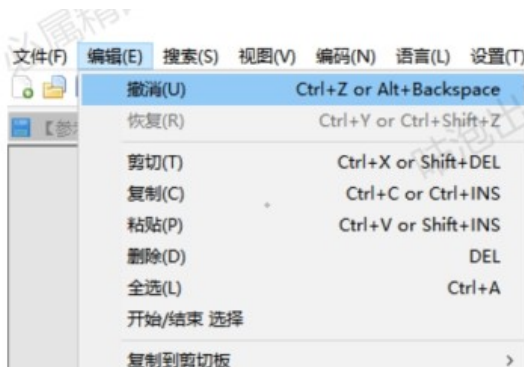 文件(F) 编辑(E) 搜索(S) 视图(V) 编码(N) 语言(L) 设置(T)
撤消(U) Ctrl+Z or Alt+Backspace
恢复(R) Ctrl+Y or Ctrl+Shift+Z
剪切(T) Ctrl+X or Shift+DEL
复制(C) Ctrl+C or Ctrl+INS
粘贴(P) Ctrl+V or Shift+INS
删除(D) DEL
全选(L) Ctrl+A
开始/结束 选择
复制到剪切板 >